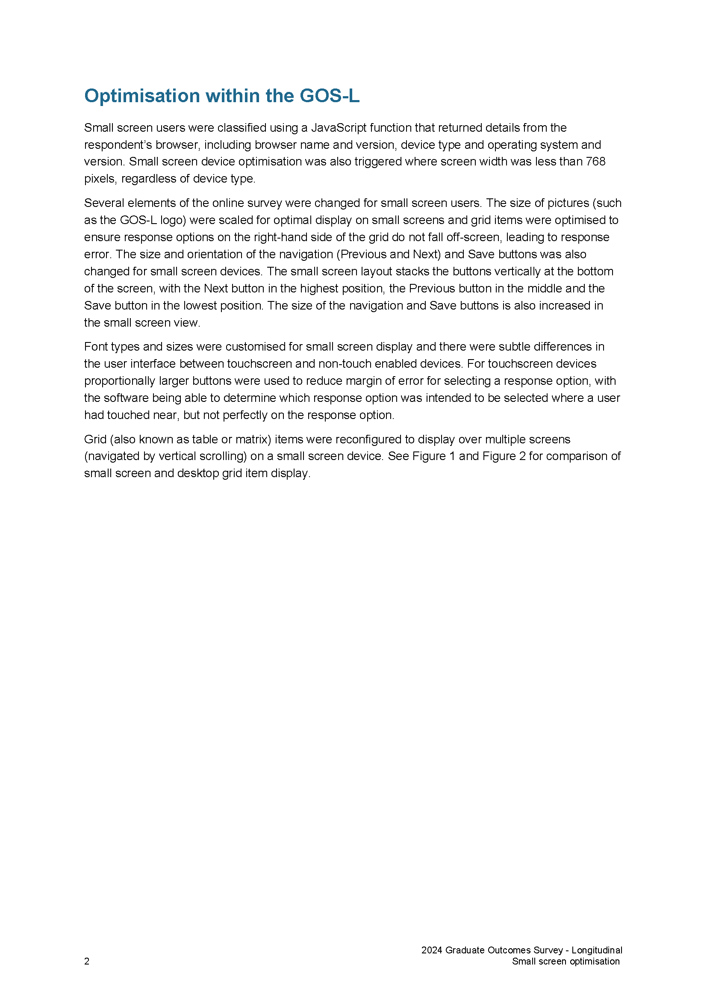 Optimisation within the GOS-L
Small screen users were classified using a JavaScript function that returned details from the
respondent’s browser, including browser name and version, device type and operating system and
version. Small screen device optimisation was also triggered where screen width was less than 768
pixels, regardless of device type.
Several elements of the online survey were changed for small screen users. The size of pictures (such
as the GOS-L logo) were scaled for optimal display on small screens and grid items were optimised to
ensure response options on the right-hand side of the grid do not fall off-screen, leading to response
error. The size and orientation of the navigation (Previous and Next) and Save buttons was also
changed for small screen devices. The small screen layout stacks the buttons vertically at the bottom
of the screen, with the Next button in the highest position, the Previous button in the middle and the
Save button in the lowest position. The size of the navigation and Save buttons is also increased in
the small screen view.
Font types and sizes were customised for small screen display and there were subtle differences in
the user interface between touchscreen and non-touch enabled devices. For touchscreen devices
proportionally larger buttons were used to reduce margin of error for selecting a response option, with
the software being able to determine which response option was intended to be selected where a user
had touched near, but not perfectly on the response option.
Grid (also known as table or matrix) items were reconfigured to display over multiple screens
(navigated by vertical scrolling) on a small screen device. See Figure 1 and Figure 2 for comparison of
small screen and desktop grid item display.
2024 Graduate Outcomes Survey - Longitudinal
2 Small screen optimisation